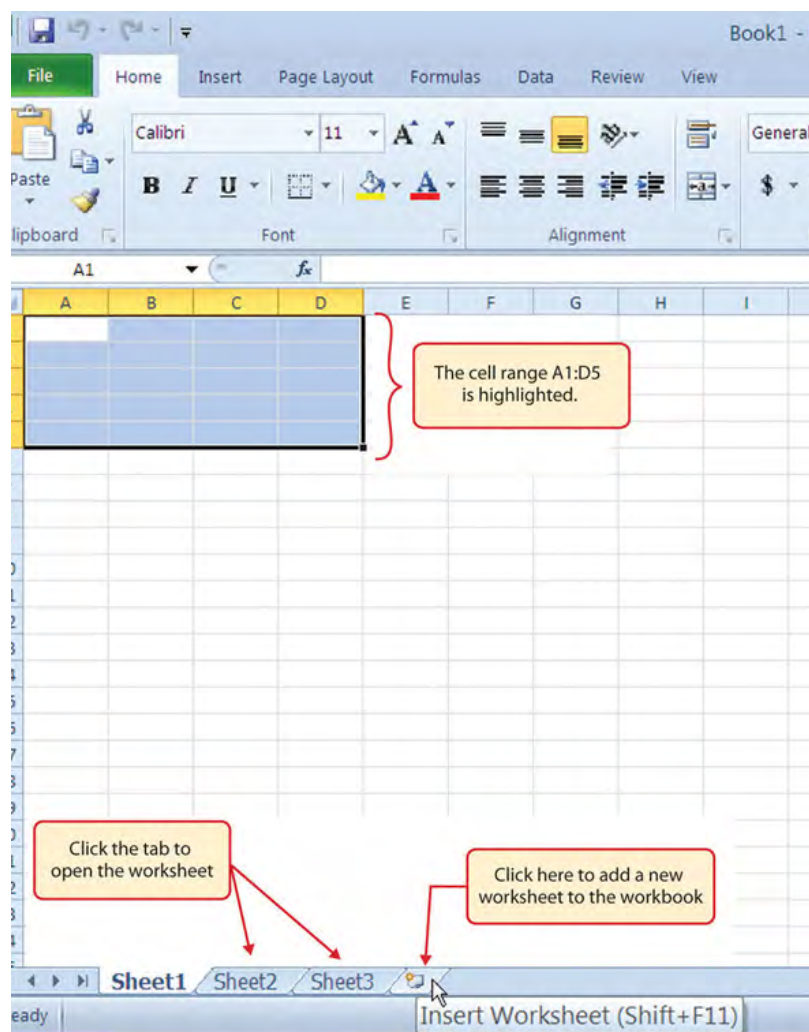 Book1 -
File Home Insert Page Layout Formulas Data Review View
Calibri 11 A A General
Paste B I U A $
lipboard Font Alignment
A1 fx
A B C D E F G H I
The cell range A1:D5
is highlighted.
Click the tab to
open the worksheet
Click here to add a new
worksheet to the workbook
Sheet1 Sheet2 Sheet3
eady
Insert Worksheet (Shift+F11)